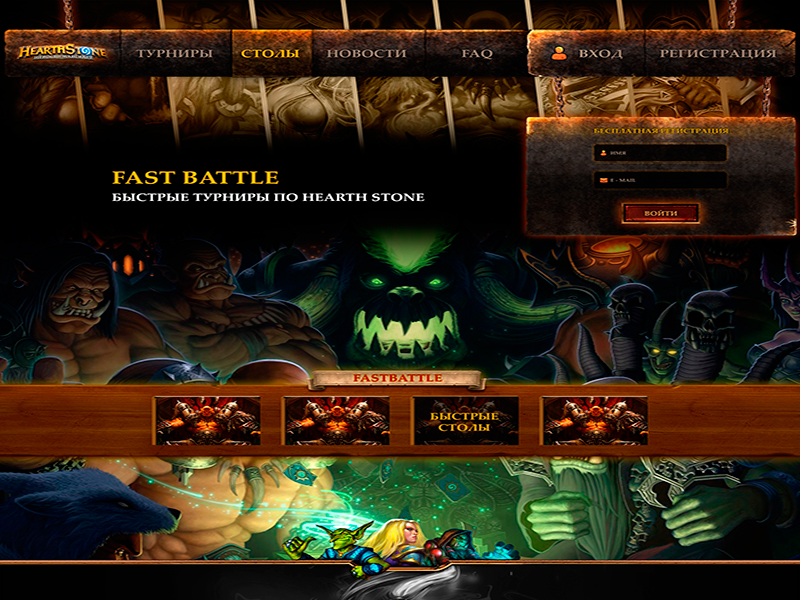 HEARTHSTONE
ТУРНИРЫ
СТОЛЫ
НОВОСТИ
FAQ
ВХОД
РЕГИСТРАЦИЯ
БЕСПЛАТНАЯ РЕГИСТРАЦИЯ
ИМЯ
E - MAIL
ВОЙТИ
FAST BATTLE
БЫСТРЫЕ ТУРНИРЫ ПО HEARTH STONE
FASTBATTLE
БЫСТРЫЕ
СТОЛЫ